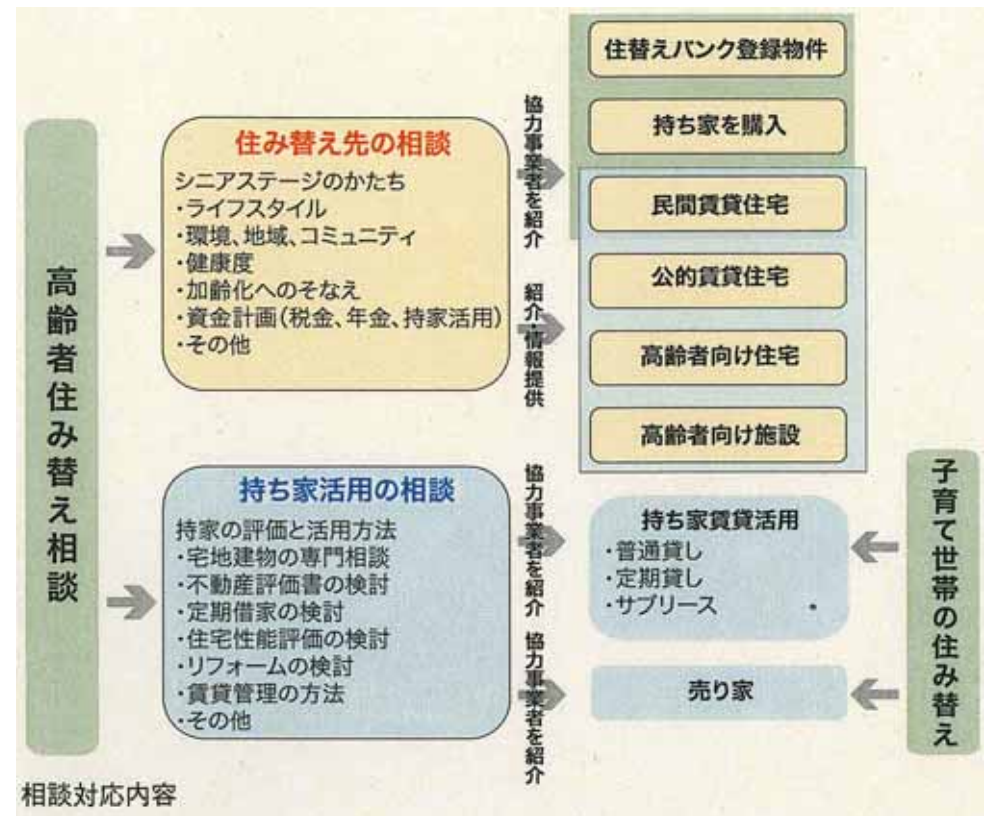 高齢者住み替え相談
住み替え先の相談
シニアステージのかたち
・ライフスタイル
・環境、地域、コミュニティ
・健康度
・加齢化へのそなえ
・資金計画(税金、年金、持家活用)
・その他
協力事業者を紹介
紹介・情報提供
住替えバンク登録物件
持ち家を購入
民間賃貸住宅
公的賃貸住宅
高齢者向け住宅
高齢者向け施設
持ち家活用の相談
持家の評価と活用方法
・宅地建物の専門相談
・不動産評価書の検討
・定期借家の検討
・住宅性能評価の検討
・リフォームの検討
・賃貸管理の方法
・その他
協力事業者を紹介
協力事業者を紹介
持ち家賃貸活用
・普通貸し
・定期貸し
・サブリース
売り家
子育て世帯の住み替え
相談対応内容